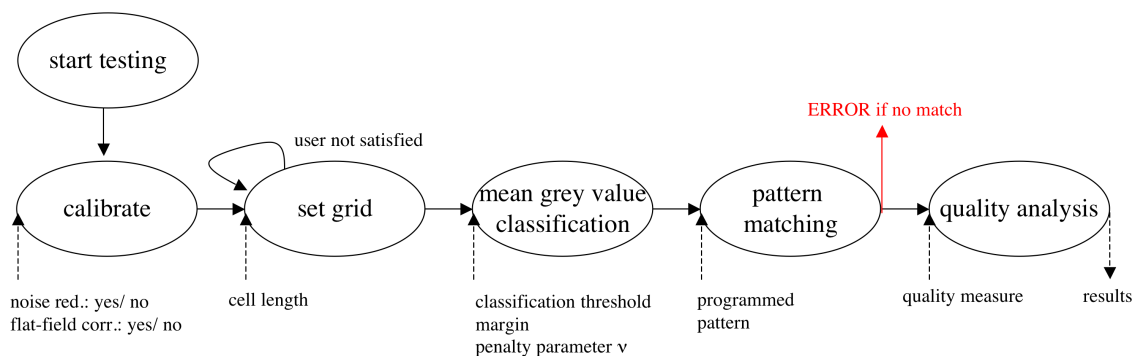 start testing
ERROR if no match
user not satisfied
calibrate
set grid
mean grey value
classification
pattern
matching
quality analysis
noise red.: yes/ no
flat-field corr.: yes/ no
cell length
classification threshold
margin
penalty parameter ν
programmed
pattern
quality measure
results